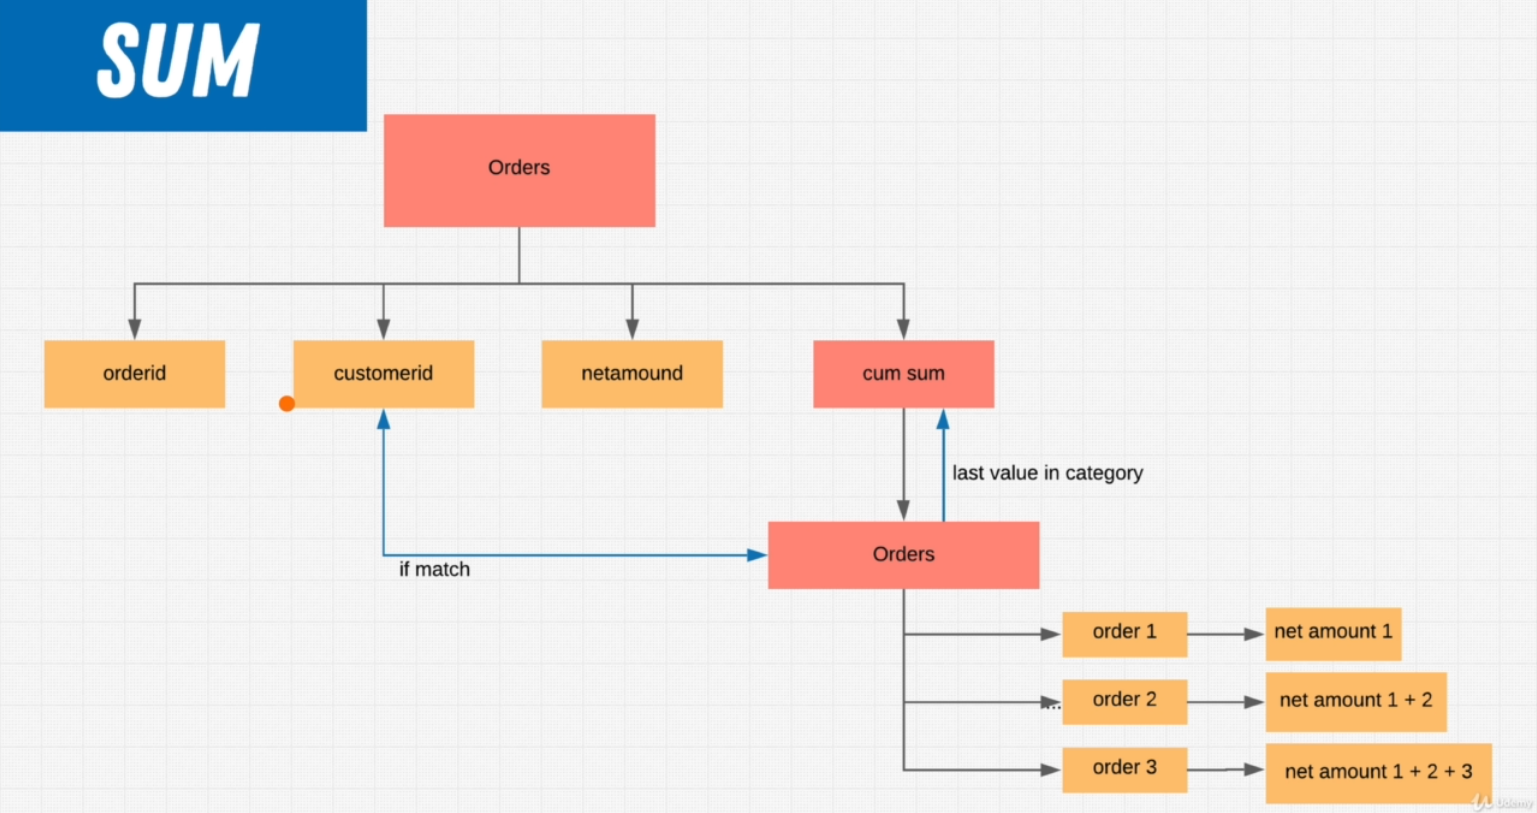 SUM
Orders
orderid
customerid
netamound
cum sum
last value in category
if match
Orders
order 1
net amount 1
...
order 2
net amount 1 + 2
order 3
net amount 1 + 2 + 3
Udemy